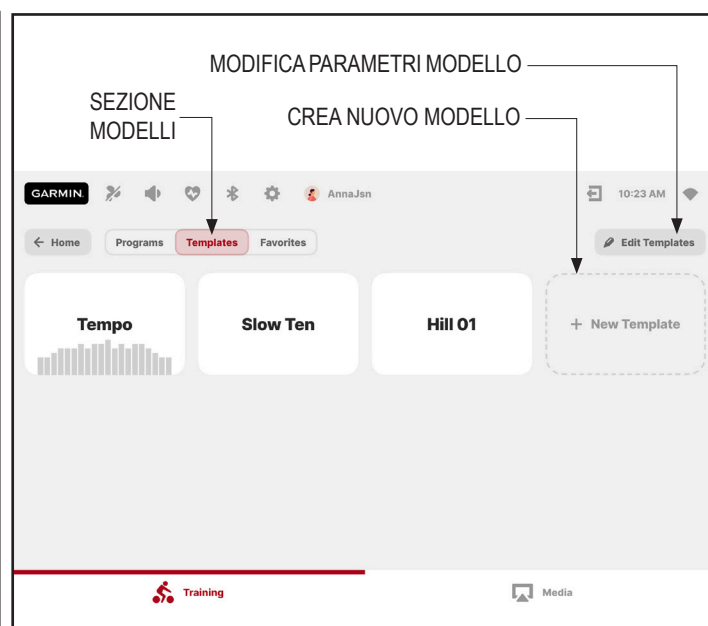 MODIFICA PARAMETRI MODELLO
SEZIONE
MODELLI
CREA NUOVO MODELLO
GARMIN. AnnaJsn 10:23 AM
← Home Programs Templates Favorites Edit Templates
Tempo Slow Ten Hill 01 + New Template
Training Media